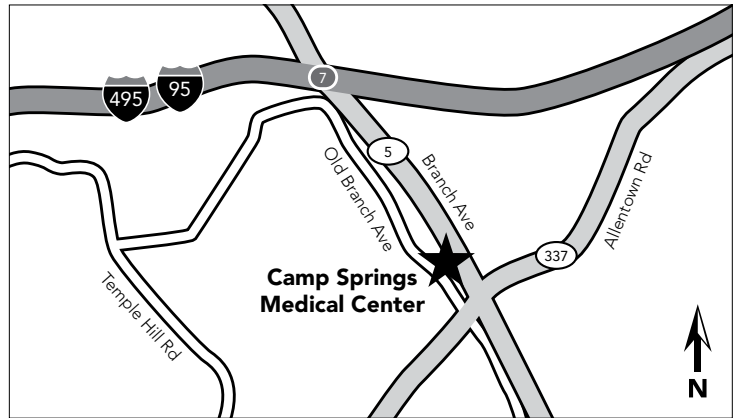 7
95
495
5
Branch Ave
Old Branch Ave
Allentown Rd
337
Camp Springs
Medical Center
Temple Hill Rd
N